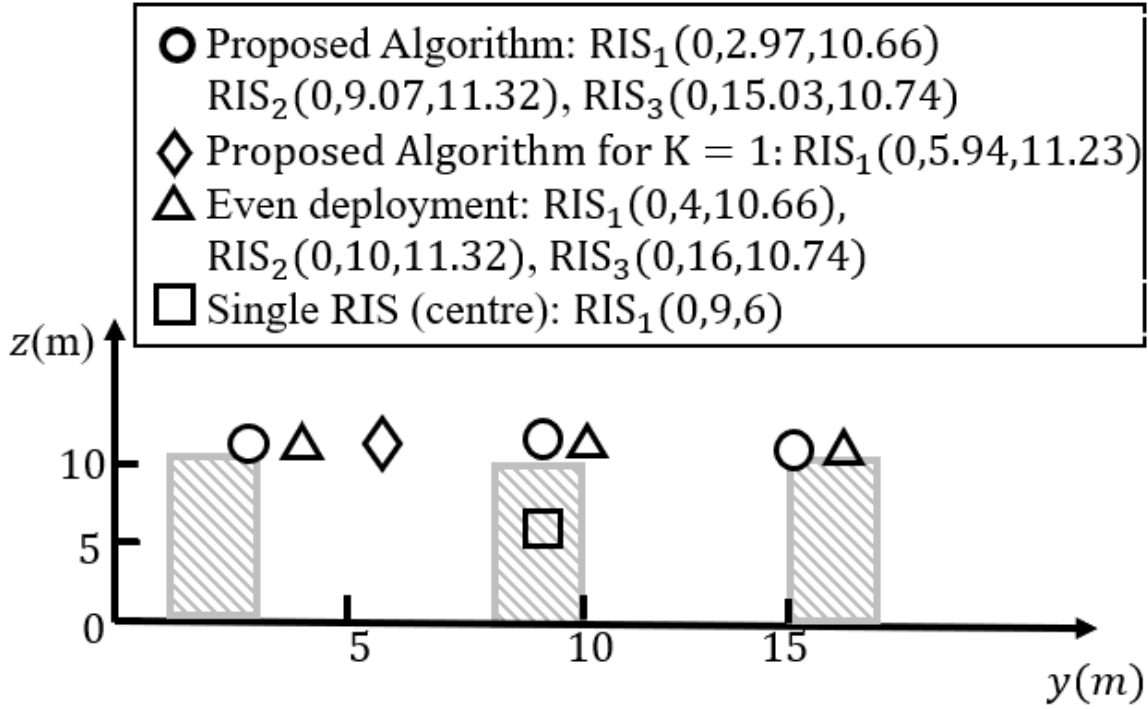 Proposed Algorithm: RIS₁(0,2.97,10.66)
RIS₂(0,9.07,11.32), RIS₃(0,15.03,10.74)
Proposed Algorithm for K = 1: RIS₁(0,5.94,11.23)
Even deployment: RIS₁(0,4,10.66),
RIS₂(0,10,11.32), RIS₃(0,16,10.74)
Single RIS (centre): RIS₁(0,9,6)
z(m)
10
5
0
5
10
15
y(m)